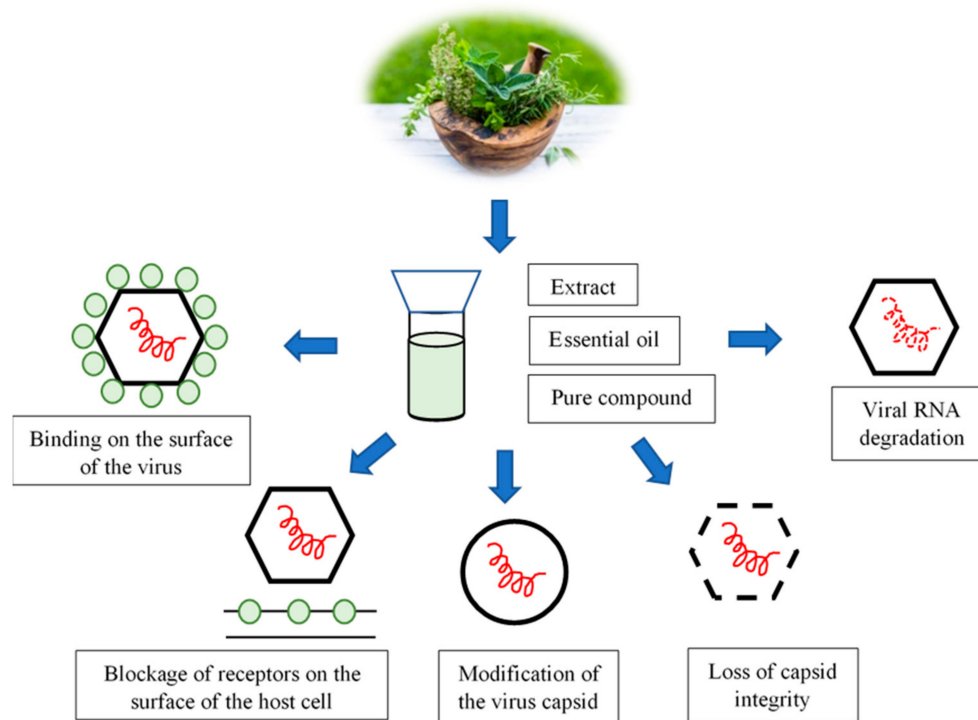 Extract
Essential oil
Pure compound
Binding on the surface
of the virus
Viral RNA
degradation
Blockage of receptors on the
surface of the host cell
Modification of
the virus capsid
Loss of capsid
integrity